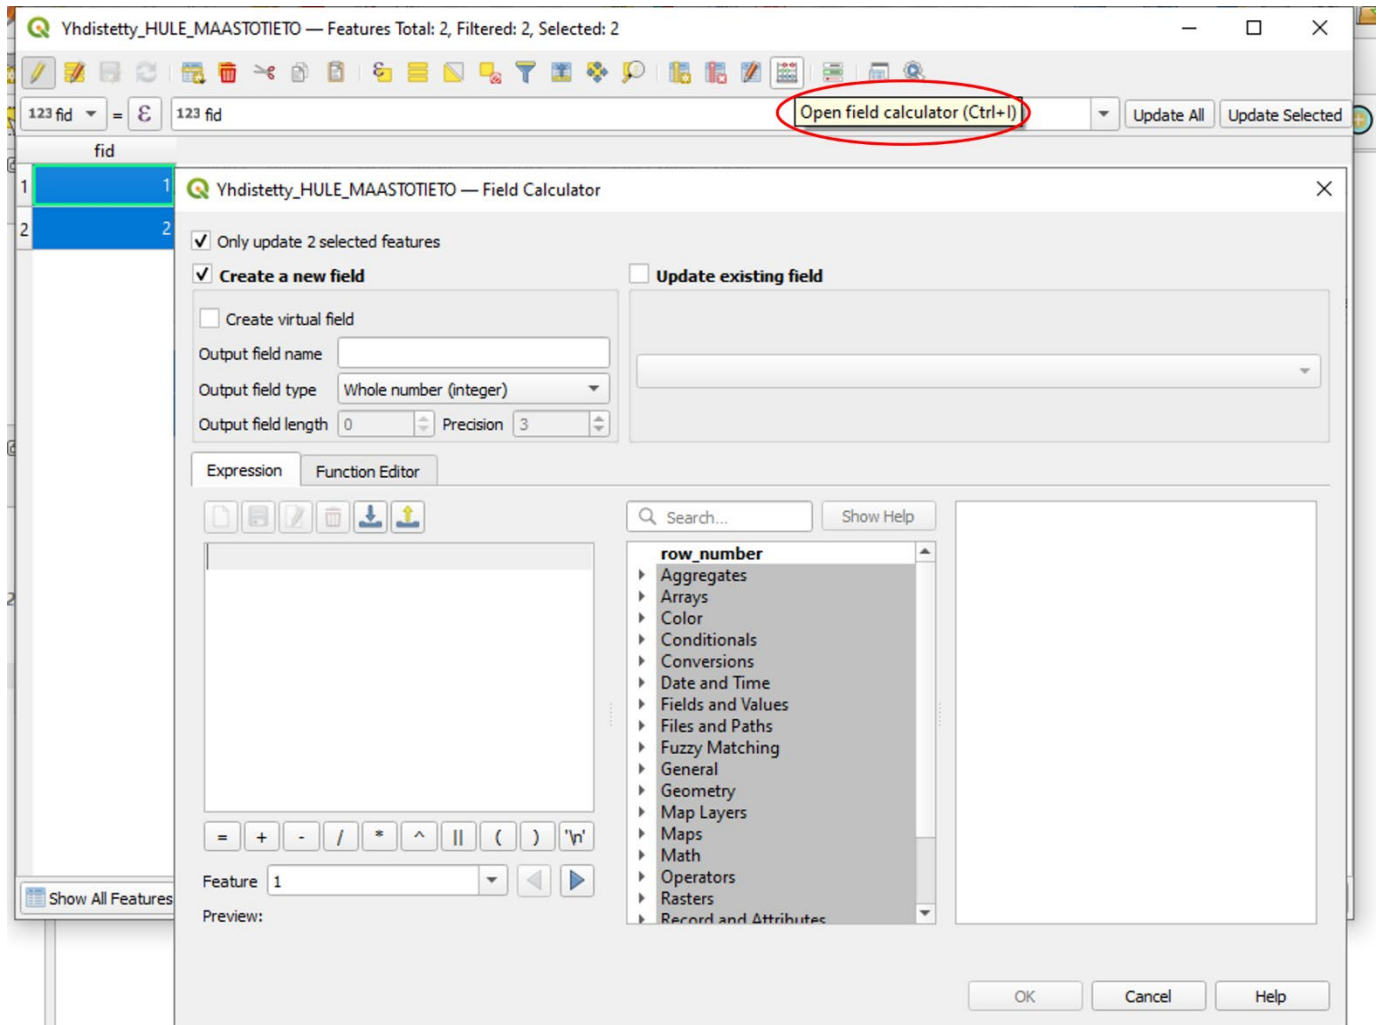 Yhdistetty_HULE_MAASTOTIETO — Features Total: 2, Filtered: 2, Selected: 2
123 fid = ε 123 fid Open field calculator (Ctrl+I) Update All Update Selected
fid
1 1
2 2
Yhdistetty_HULE_MAASTOTIETO — Field Calculator
Only update 2 selected features
Create a new field
Update existing field
Create virtual field
Output field name
Output field type Whole number (integer)
Output field length 0 Precision 3
Expression Function Editor
Search... Show Help
row_number
Aggregates
Arrays
Color
Conditionals
Conversions
Date and Time
Fields and Values
Files and Paths
Fuzzy Matching
General
Geometry
Map Layers
Maps
Math
Operators
Rasters
Record and Attributes
= + - / * ^ || ( ) '\n'
Feature 1
Show All Features
Preview:
OK Cancel Help